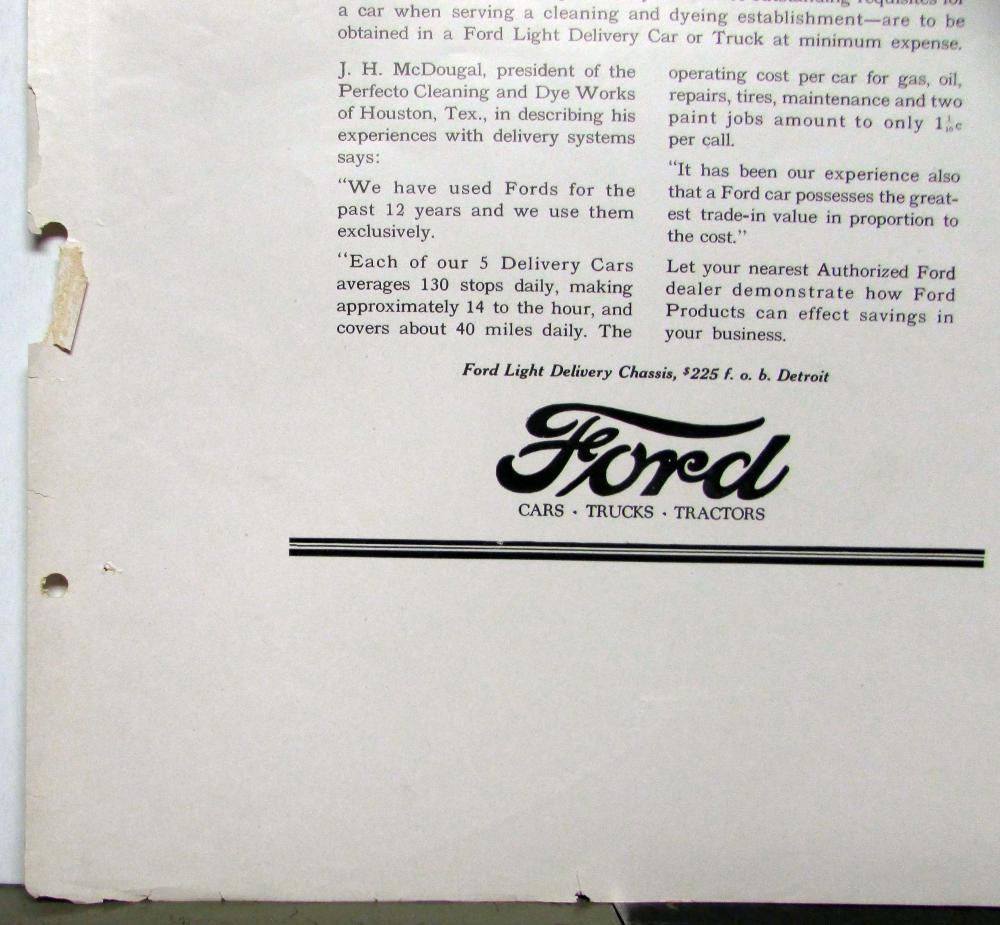 requisites for
a car when serving a cleaning and dyeing establishment—are to be
obtained in a Ford Light Delivery Car or Truck at minimum expense.
J. H. McDougal, president of the
Perfecto Cleaning and Dye Works
of Houston, Tex., in describing his
experiences with delivery systems
says:
“We have used Fords for the
past 12 years and we use them
exclusively.
“Each of our 5 Delivery Cars
averages 130 stops daily, making
approximately 14 to the hour, and
covers about 40 miles daily. The
operating cost per car for gas, oil,
repairs, tires, maintenance and two
paint jobs amount to only 1 1/10c
per call.
“It has been our experience also
that a Ford car possesses the great-
est trade-in value in proportion to
the cost.”
Let your nearest Authorized Ford
dealer demonstrate how Ford
Products can effect savings in
your business.
Ford Light Delivery Chassis, $225 f. o. b. Detroit
Ford
CARS · TRUCKS · TRACTORS